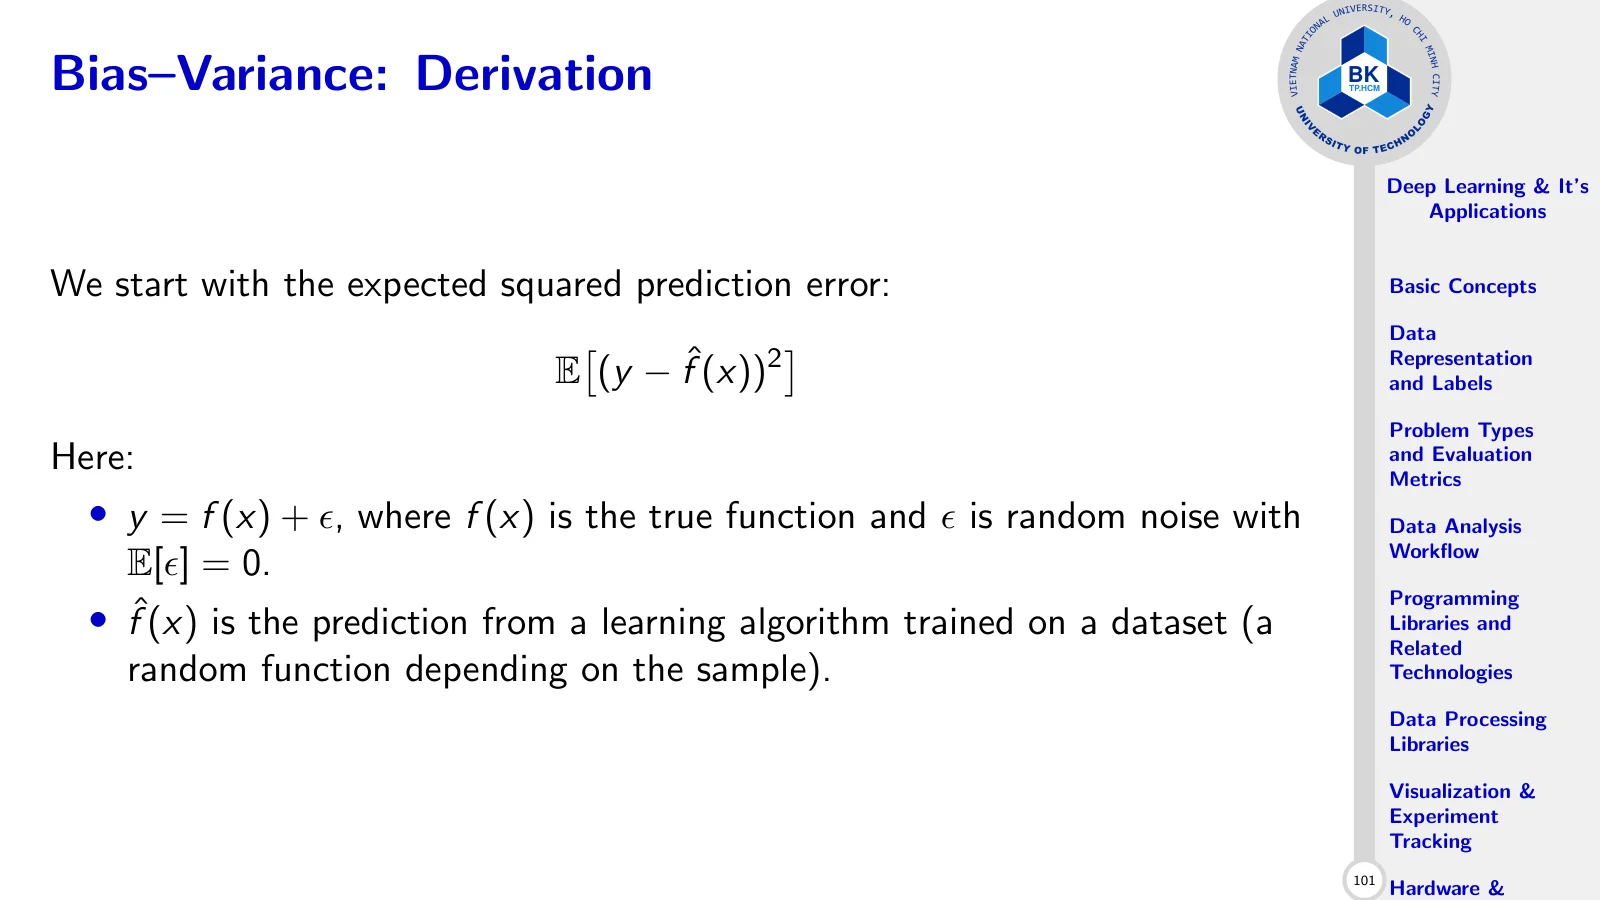 Bias–Variance: Derivation
We start with the expected squared prediction error:
𝔼[(y − f̂(x))²]
Here:
• y = f(x) + ϵ, where f(x) is the true function and ϵ is random noise with
𝔼[ϵ] = 0.
• f̂(x) is the prediction from a learning algorithm trained on a dataset (a
random function depending on the sample).
VIETNAM NATIONAL UNIVERSITY, HO CHI MINH CITY
BK
TP.HCM
UNIVERSITY OF TECHNOLOGY
Deep Learning & It's
Applications
Basic Concepts
Data
Representation
and Labels
Problem Types
and Evaluation
Metrics
Data Analysis
Workflow
Programming
Libraries and
Related
Technologies
Data Processing
Libraries
Visualization &
Experiment
Tracking
Hardware &
101